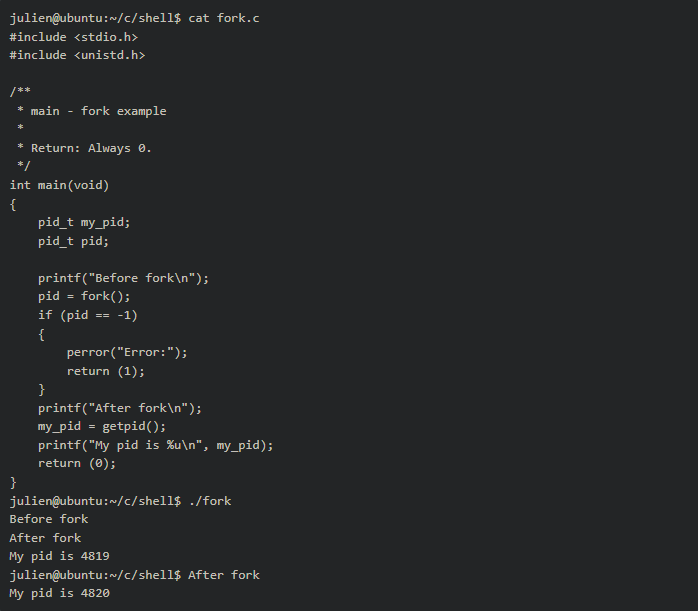 julien@ubuntu:~/c/shell$ cat fork.c
#include <stdio.h>
#include <unistd.h>

/**
 * main - fork example
 *
 * Return: Always 0.
 */
int main(void)
{
    pid_t my_pid;
    pid_t pid;

    printf("Before fork\n");
    pid = fork();
    if (pid == -1)
    {
        perror("Error:");
        return (1);
    }
    printf("After fork\n");
    my_pid = getpid();
    printf("My pid is %u\n", my_pid);
    return (0);
}
julien@ubuntu:~/c/shell$ ./fork
Before fork
After fork
My pid is 4819
julien@ubuntu:~/c/shell$ After fork
My pid is 4820